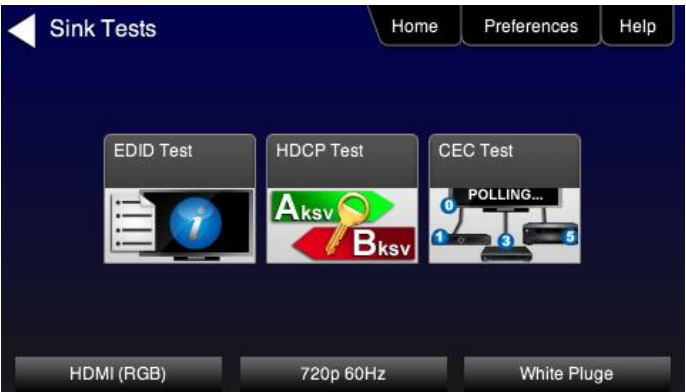 Sink Tests
Home
Preferences
Help
EDID Test
HDCP Test
CEC Test
i
Aksv
Bksv
POLLING...
0
1
3
5
HDMI (RGB)
720p 60Hz
White Pluge